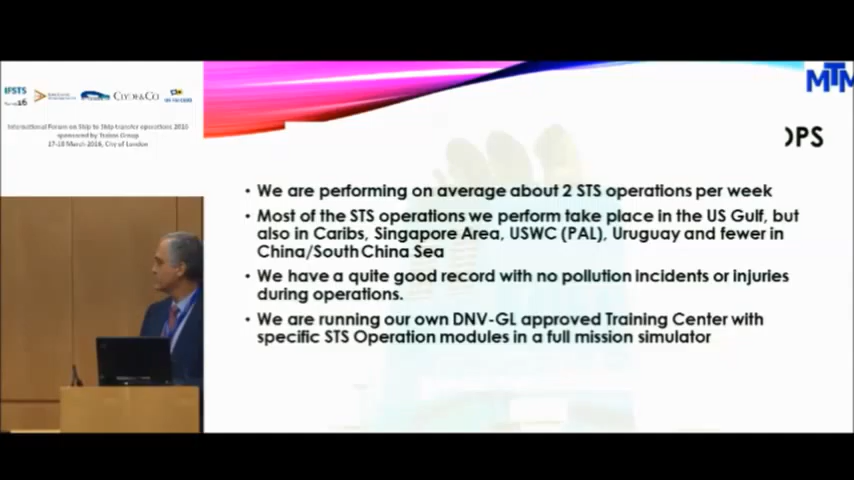 IFSTS
CLYDE&CO
International Forum on Ship to Ship transfer operations 2016
17-18 March 2016, City of London
MTM
OPS
• We are performing on average about 2 STS operations per week
• Most of the STS operations we perform take place in the US Gulf, but
also in Caribs, Singapore Area, USWC (PAL), Uruguay and fewer in
China/South China Sea
• We have a quite good record with no pollution incidents or injuries
during operations.
• We are running our own DNV-GL approved Training Center with
specific STS Operation modules in a full mission simulator